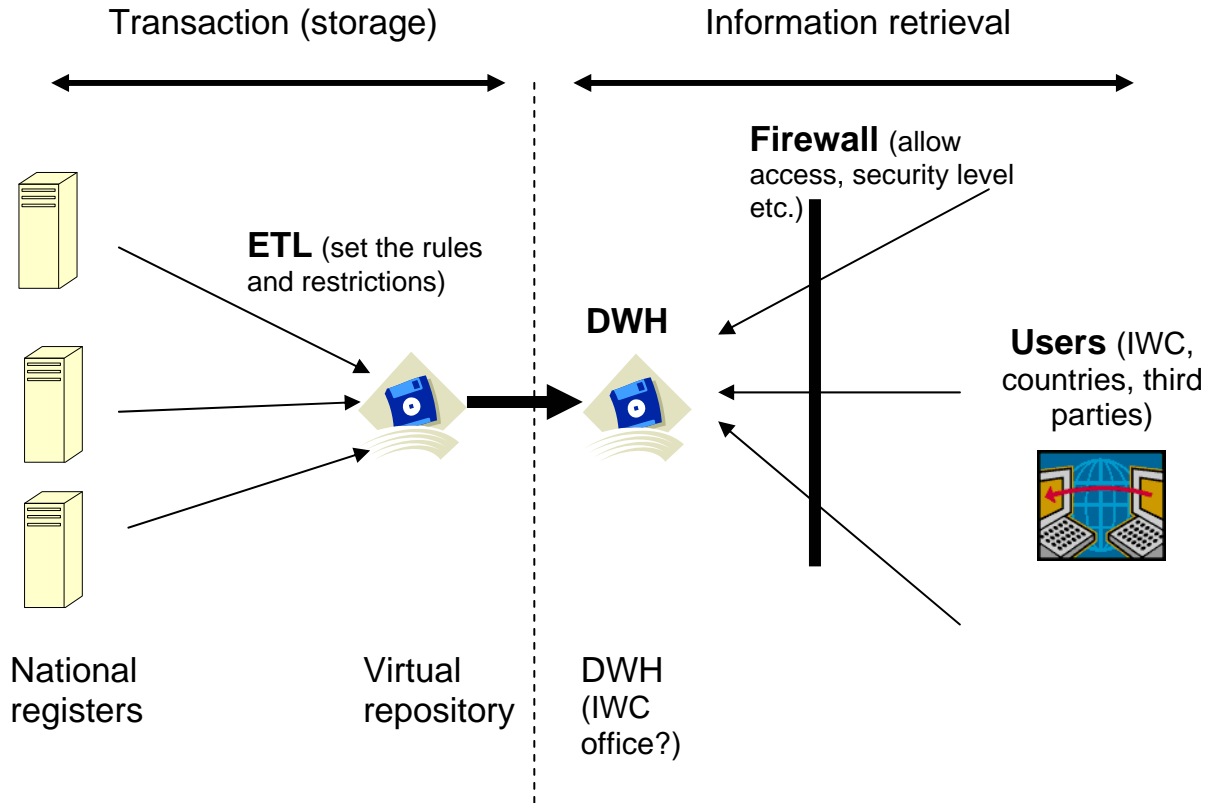 Transaction (storage)
Information retrieval
Firewall (allow
access, security level
etc.)
ETL (set the rules
and restrictions)
DWH
Users (IWC,
countries, third
parties)
National
registers
Virtual
repository
DWH
(IWC
office?)